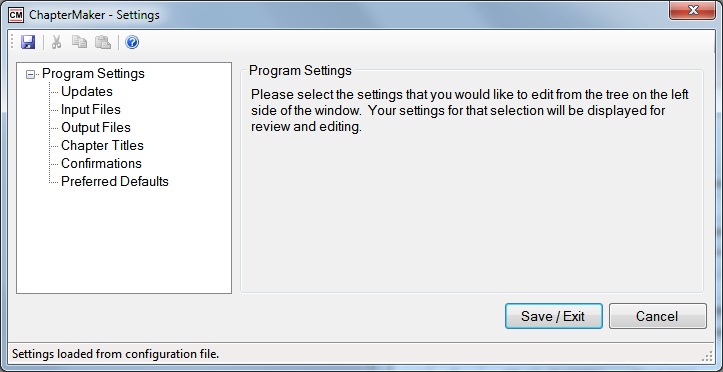 CM ChapterMaker - Settings
Program Settings
Updates
Input Files
Output Files
Chapter Titles
Confirmations
Preferred Defaults
Program Settings
Please select the settings that you would like to edit from the tree on the left
side of the window.  Your settings for that selection will be displayed for
review and editing.
Save / Exit
Cancel
Settings loaded from configuration file.